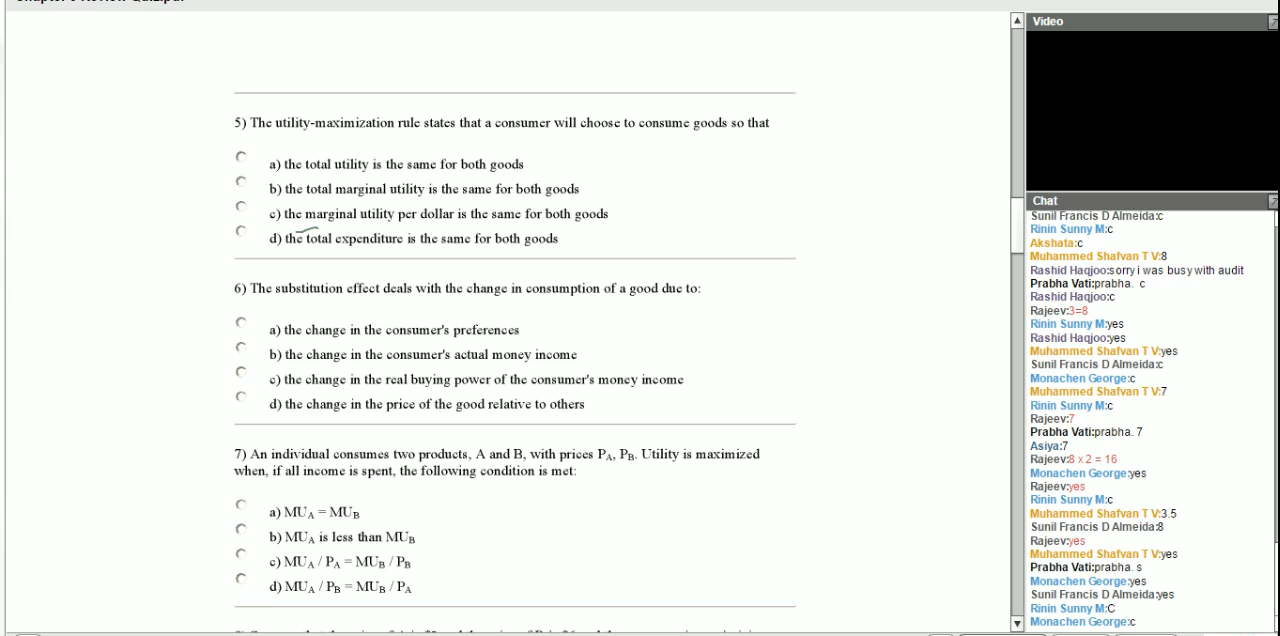 5) The utility-maximization rule states that a consumer will choose to consume goods so that
a) the total utility is the same for both goods
b) the total marginal utility is the same for both goods
c) the marginal utility per dollar is the same for both goods
d) the total expenditure is the same for both goods
6) The substitution effect deals with the change in consumption of a good due to:
a) the change in the consumer's preferences
b) the change in the consumer's actual money income
c) the change in the real buying power of the consumer's money income
d) the change in the price of the good relative to others
7) An individual consumes two products, A and B, with prices PA, PB. Utility is maximized
when, if all income is spent, the following condition is met:
a) MUA = MUB
b) MUA is less than MUB
c) MUA / PA = MUB / PB
d) MUA / PB = MUB / PA
Video
Chat
Sunil Francis D Almeida:c
Rinin Sunny M:c
Akshata:c
Muhammed Shafvan T V:8
Rashid Haqjoo:sorry i was busy with audit
Prabha Vati:prabha. c
Rashid Haqjoo:c
Rajeev:3=8
Rinin Sunny M:yes
Rashid Haqjoo:yes
Muhammed Shafvan T V:yes
Sunil Francis D Almeida:c
Monachen George:c
Muhammed Shafvan T V:7
Rinin Sunny M:c
Rajeev:7
Prabha Vati:prabha. 7
Asiya:7
Rajeev:8 x 2 = 16
Monachen George:yes
Rajeev:yes
Rinin Sunny M:c
Muhammed Shafvan T V:3.5
Sunil Francis D Almeida:8
Rajeev:yes
Muhammed Shafvan T V:yes
Prabha Vati:prabha. s
Monachen George:yes
Sunil Francis D Almeida:yes
Rinin Sunny M:C
Monachen George:c